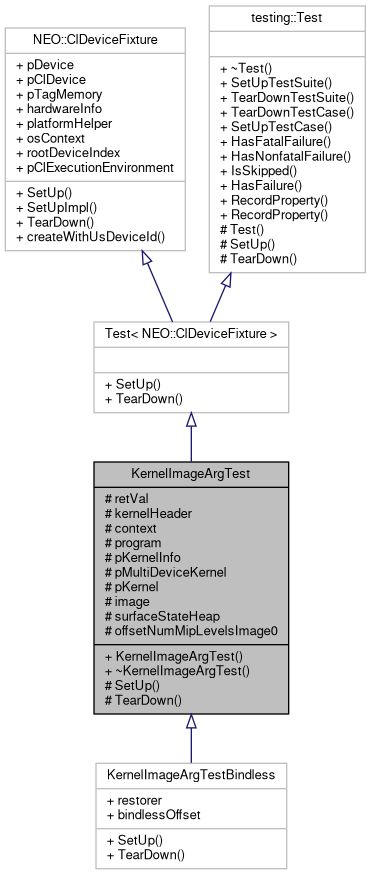 NEO::ClDeviceFixture
+ pDevice
+ pClDevice
+ pTagMemory
+ hardwareInfo
+ platformHelper
+ osContext
+ rootDeviceIndex
+ pClExecutionEnvironment
+ SetUp()
+ SetUpImpl()
+ TearDown()
+ createWithUsDeviceId()
testing::Test
+ ~Test()
+ SetUpTestSuite()
+ TearDownTestSuite()
+ TearDownTestCase()
+ SetUpTestCase()
+ HasFatalFailure()
+ HasNonfatalFailure()
+ IsSkipped()
+ HasFailure()
+ RecordProperty()
+ RecordProperty()
# Test()
# SetUp()
# TearDown()
Test< NEO::ClDeviceFixture >
+ SetUp()
+ TearDown()
KernelImageArgTest
# retVal
# kernelHeader
# context
# program
# pKernelInfo
# pMultiDeviceKernel
# pKernel
# image
# surfaceStateHeap
# offsetNumMipLevelsImage0
+ KernelImageArgTest()
+ ~KernelImageArgTest()
# SetUp()
# TearDown()
KernelImageArgTestBindless
+ restorer
+ bindlessOffset
+ SetUp()
+ TearDown()